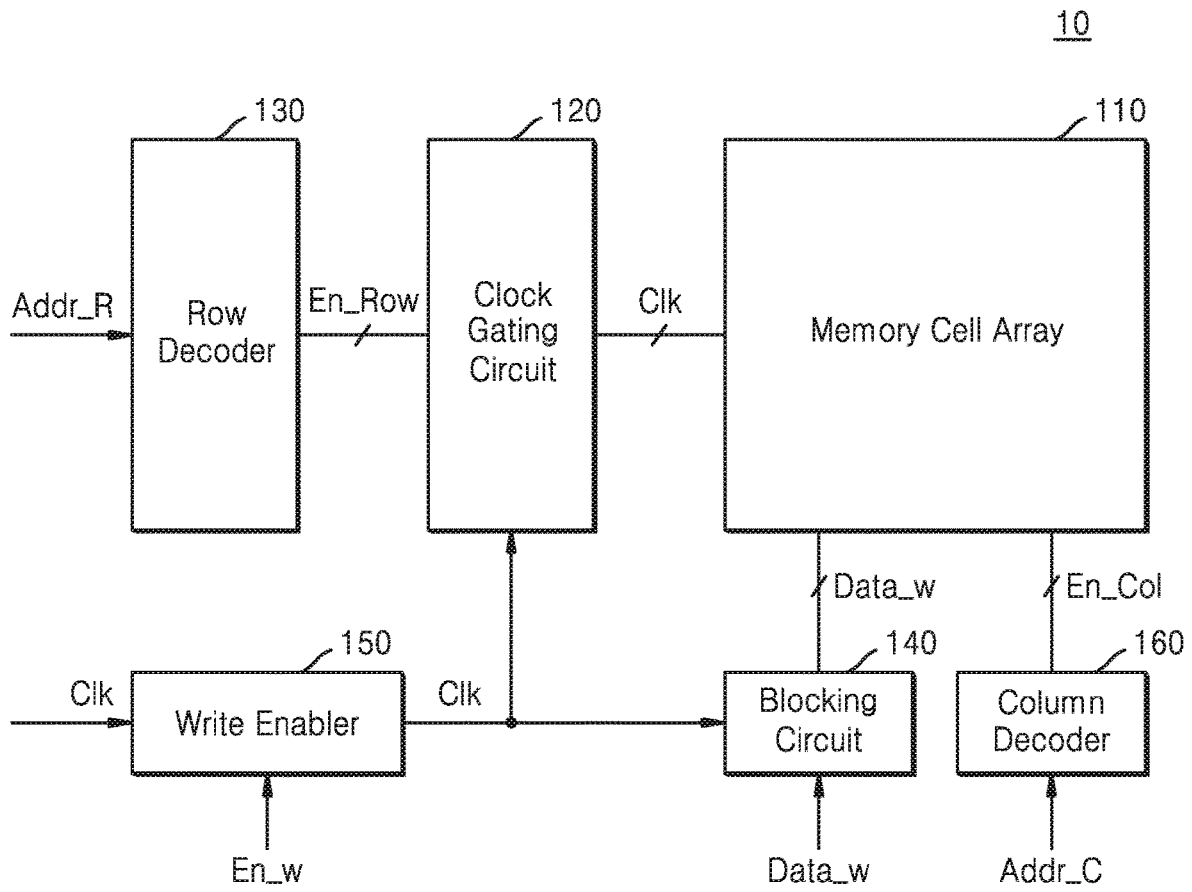 10
130
120
110
Addr_R
Row
Decoder
En_Row
Clock
Gating
Circuit
Clk
Memory Cell Array
Data_w
En_Col
150
140
160
Clk
Write Enabler
Clk
Blocking
Circuit
Column
Decoder
En_w
Data_w
Addr_C